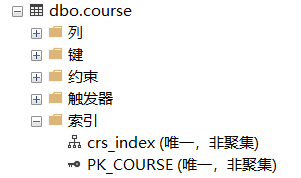 dbo.course
列
键
约束
触发器
索引
crs_index (唯一，非聚集)
PK_COURSE (唯一，非聚集)